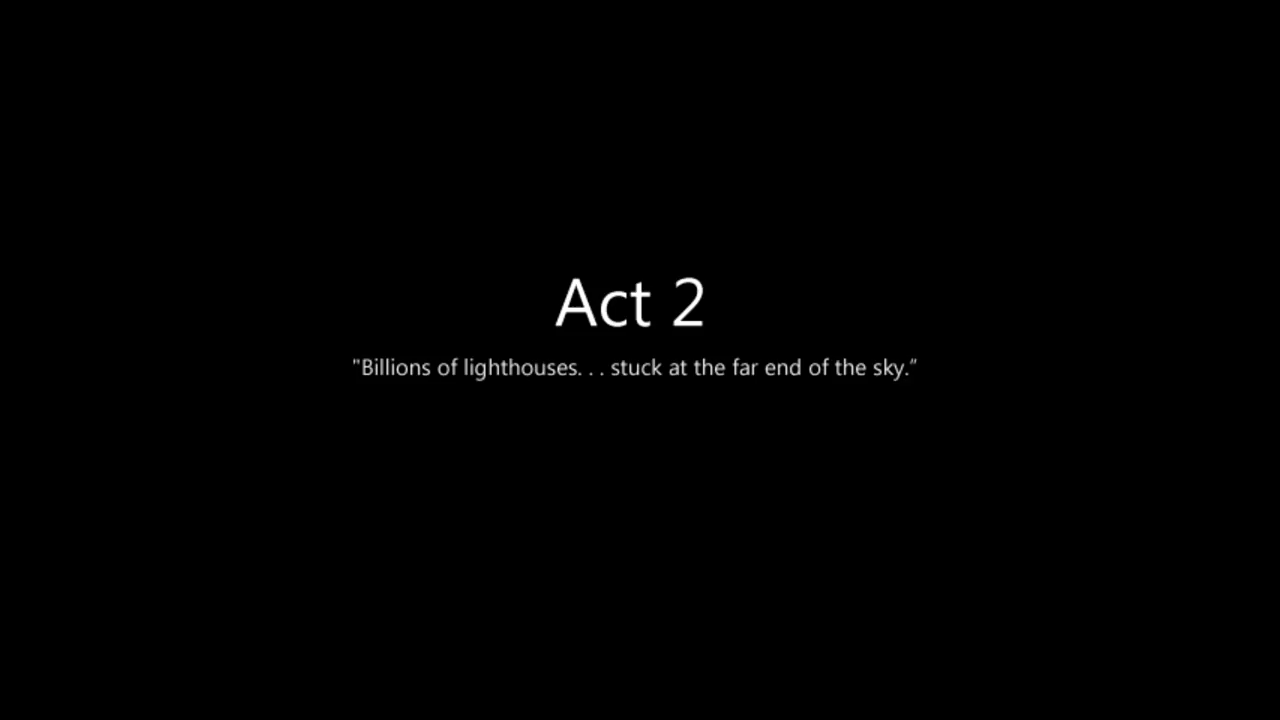 Act 2
"Billions of lighthouses. . . stuck at the far end of the sky.”